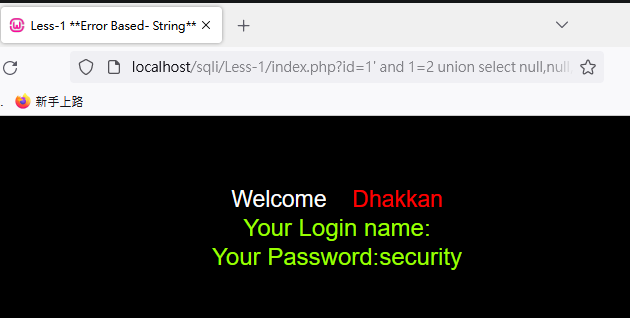 Less-1 **Error Based- String**
localhost/sqli/Less-1/index.php?id=1' and 1=2 union select null,null
新手上路
Welcome Dhakkan
Your Login name:
Your Password:security